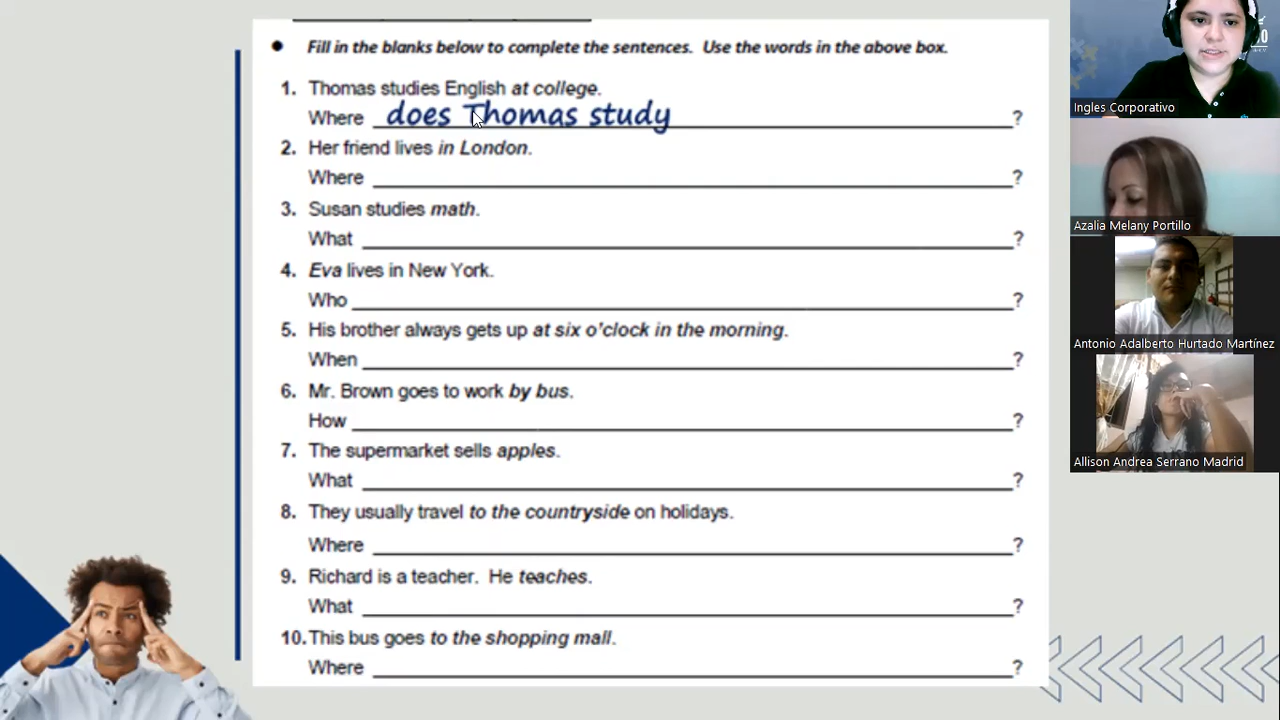 Fill in the blanks below to complete the sentences. Use the words in the above box.
1. Thomas studies English at college.
Where does Thomas study ?
2. Her friend lives in London.
Where ?
3. Susan studies math.
What ?
4. Eva lives in New York.
Who ?
5. His brother always gets up at six o'clock in the morning.
When ?
6. Mr. Brown goes to work by bus.
How ?
7. The supermarket sells apples.
What ?
8. They usually travel to the countryside on holidays.
Where ?
9. Richard is a teacher. He teaches.
What ?
10. This bus goes to the shopping mall.
Where ?
Ingles Corporativo
Azalia Melany Portillo
Antonio Adalberto Hurtado Martínez
Allison Andrea Serrano Madrid